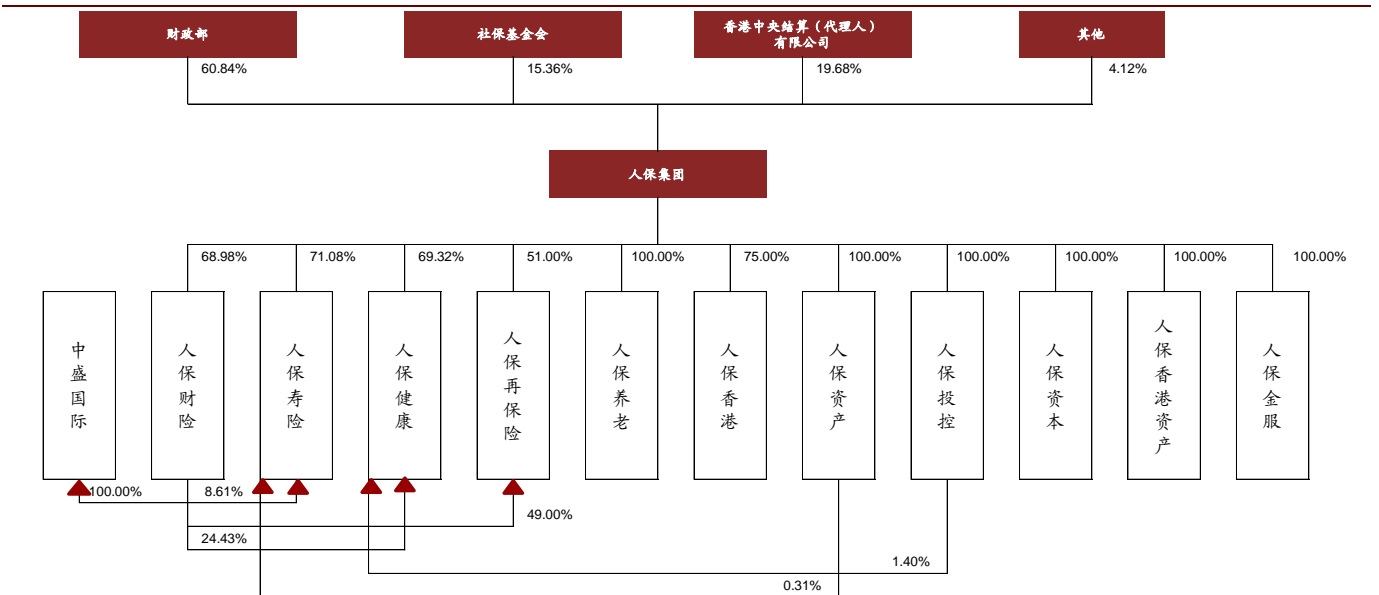 财政部
社保基金会
香港中央结算（代理人）
有限公司
其他
60.84%
15.36%
19.68%
4.12%
人保集团
68.98%
71.08%
69.32%
51.00%
100.00%
75.00%
100.00%
100.00%
100.00%
100.00%
100.00%
中盛国际
人保财险
人保寿险
人保健康
人保再保险
人保养老
人保香港
人保资产
人保投控
人保资本
人保香港资产
人保金服
100.00%
8.61%
49.00%
24.43%
1.40%
0.31%